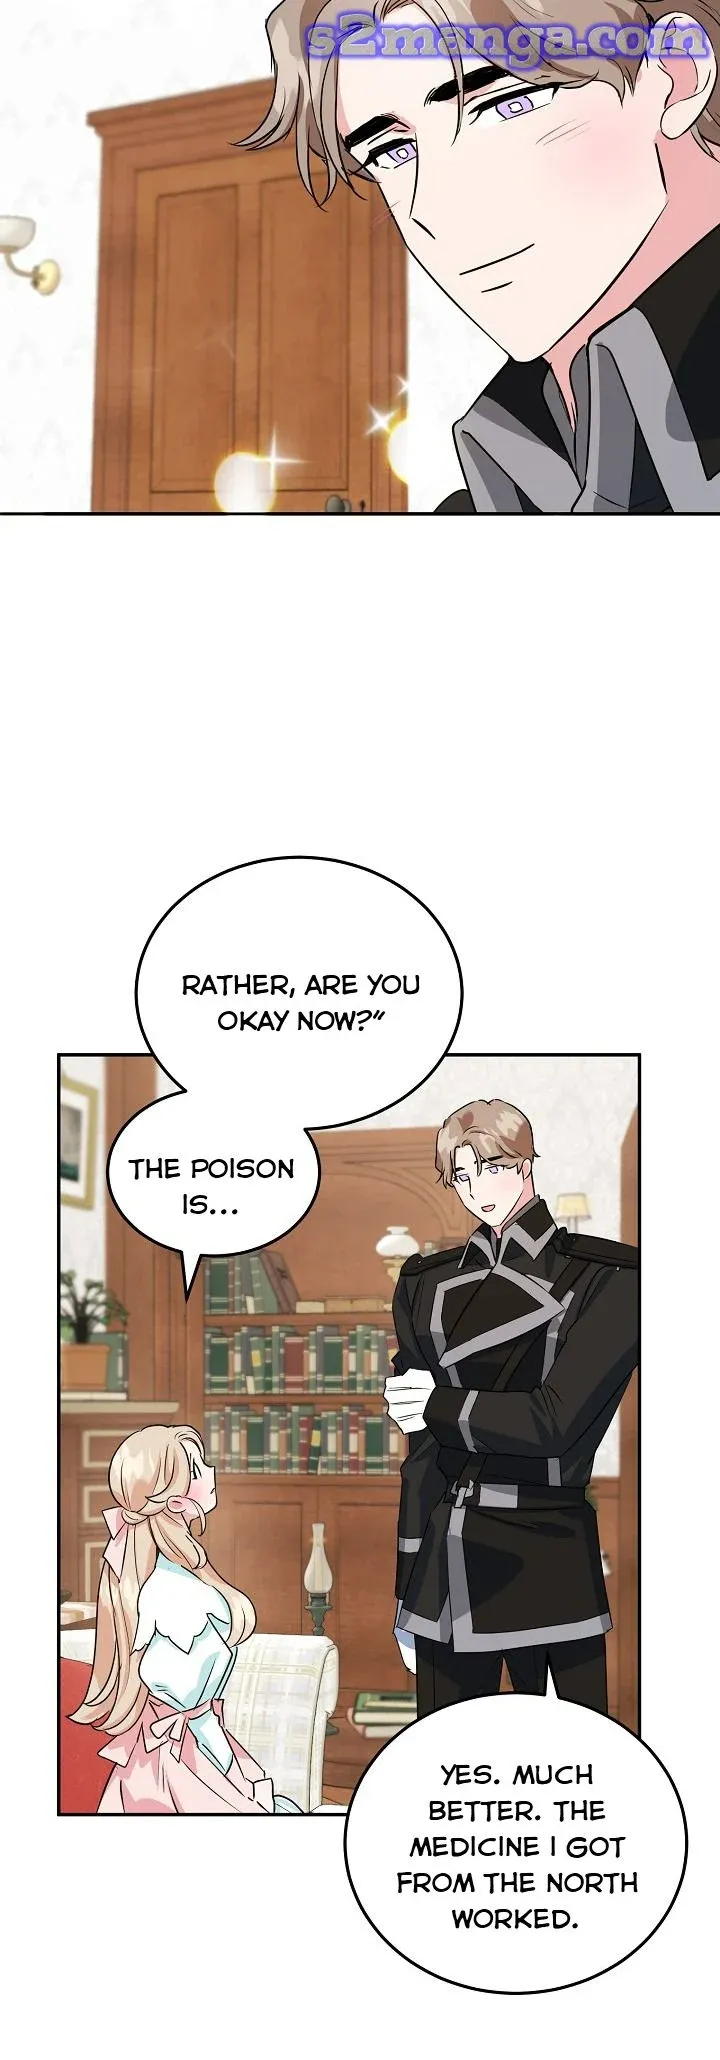 s2manga.com
RATHER, ARE YOU
OKAY NOW?”
THE POISON
IS...
YES. MUCH
BETTER. THE
MEDICINE I GOT
FROM THE NORTH
WORKED.